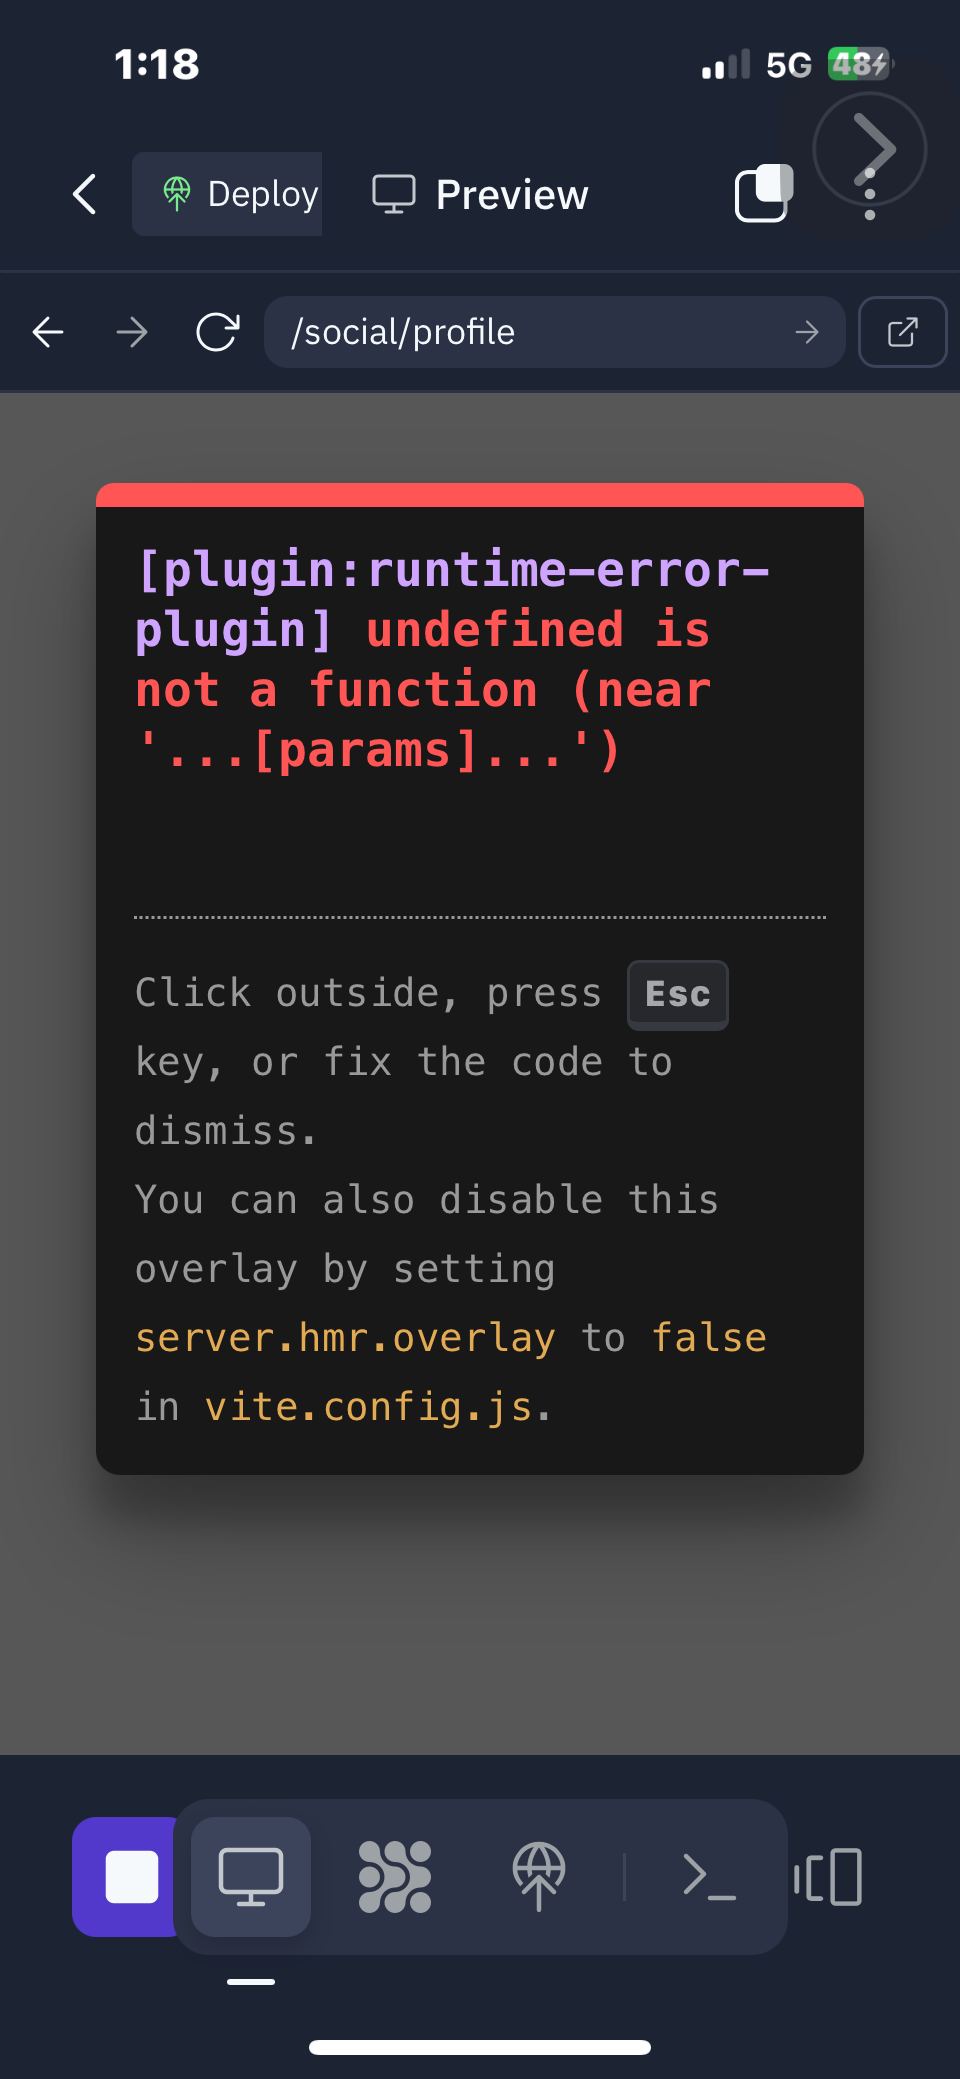 1:18
5G 48
Deploy
Preview
/social/profile
[plugin:runtime-error-
plugin] undefined is
not a function (near
'...[params]...')
Click outside, press Esc
key, or fix the code to
dismiss.
You can also disable this
overlay by setting
server.hmr.overlay to false
in vite.config.js.